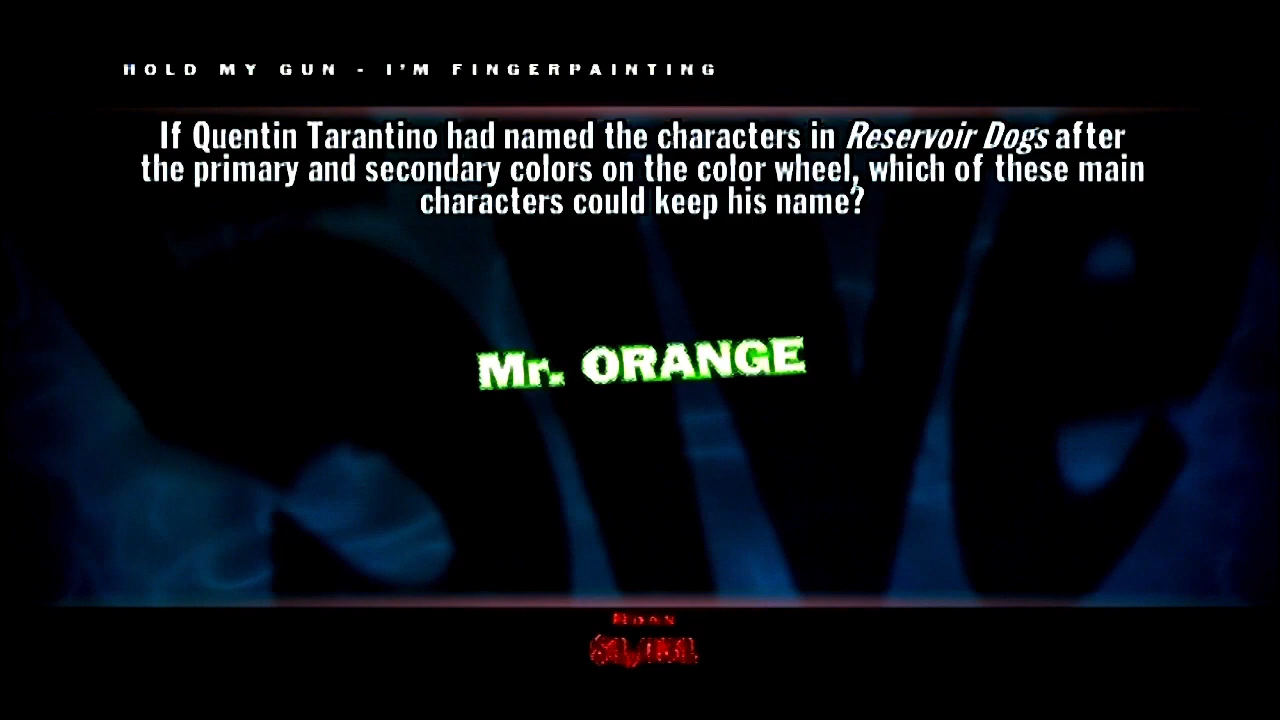 HOLD MY GUN - I'M FINGERPAINTING
If Quentin Tarantino had named the characters in Reservoir Dogs after
the primary and secondary colors on the color wheel, which of these main
characters could keep his name?
Mr. ORANGE